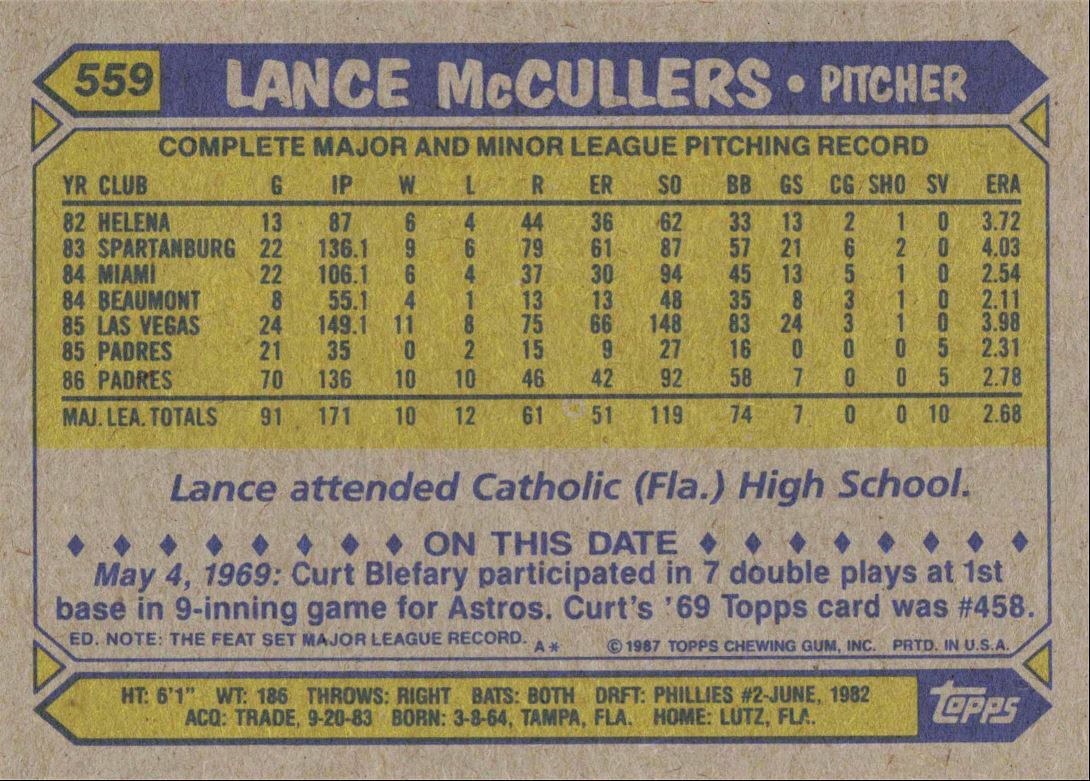 559 LANCE McCULLERS • PITCHER
COMPLETE MAJOR AND MINOR LEAGUE PITCHING RECORD
YR CLUB G IP W L R ER SO BB GS CG SHO SV ERA
82 HELENA 13 87 6 4 44 36 62 33 13 2 1 0 3.72
83 SPARTANBURG 22 136.1 9 6 79 61 87 57 21 6 2 0 4.03
84 MIAMI 22 106.1 6 4 37 30 94 45 13 5 1 0 2.54
84 BEAUMONT 8 55.1 4 1 13 13 48 35 8 3 1 0 2.11
85 LAS VEGAS 24 149.1 11 8 75 66 148 83 24 3 1 0 3.98
85 PADRES 21 35 0 2 15 9 27 16 0 0 0 5 2.31
86 PADRES 70 136 10 10 46 42 92 58 7 0 0 5 2.78
MAJ. LEA. TOTALS 91 171 10 12 61 51 119 74 7 0 0 10 2.68
Lance attended Catholic (Fla.) High School.
♦ ♦ ♦ ♦ ♦ ♦ ♦ ♦ ON THIS DATE ♦ ♦ ♦ ♦ ♦ ♦ ♦ ♦
May 4, 1969: Curt Blefary participated in 7 double plays at 1st
base in 9-inning game for Astros. Curt's '69 Topps card was #458.
ED. NOTE: THE FEAT SET MAJOR LEAGUE RECORD. A* © 1987 TOPPS CHEWING GUM, INC. PRTD. IN U.S.A.
HT: 6'1" WT: 186 THROWS: RIGHT BATS: BOTH DRFT: PHILLIES #2-JUNE, 1982
ACQ: TRADE, 9-20-83 BORN: 3-8-64, TAMPA, FLA. HOME: LUTZ, FLA.
topps